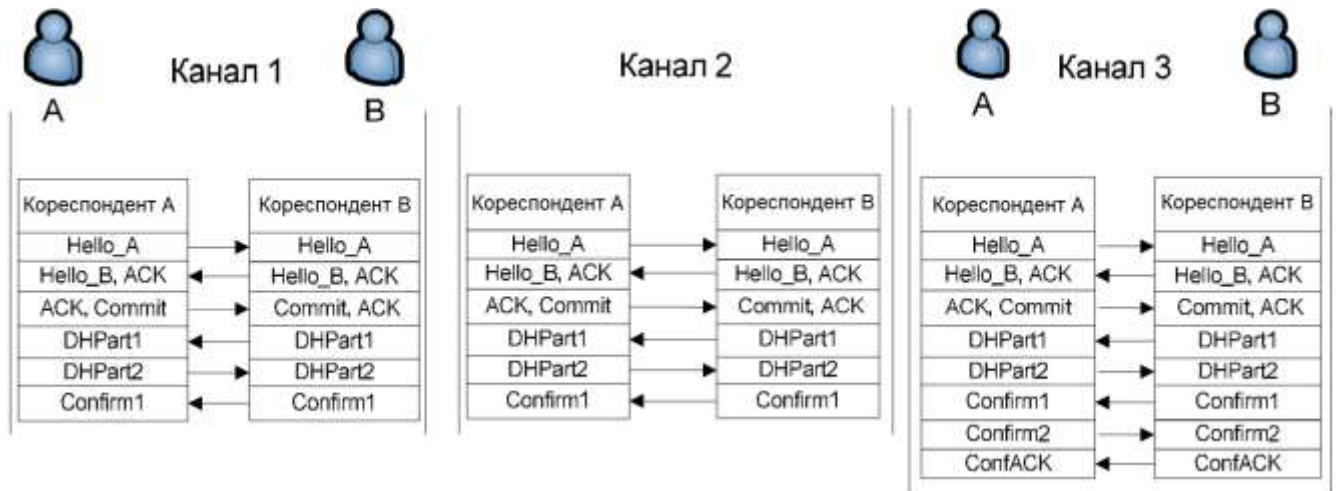 Канал 1
A
B
Кореспондент А
Кореспондент В
Hello_A
Hello_A
Hello_B, ACK
Hello_B, ACK
ACK, Commit
Commit, ACK
DHPart1
DHPart1
DHPart2
DHPart2
Confirm1
Confirm1
Канал 2
Кореспондент А
Кореспондент В
Hello_A
Hello_A
Hello_B, ACK
Hello_B, ACK
ACK, Commit
Commit, ACK
DHPart1
DHPart1
DHPart2
DHPart2
Confirm1
Confirm1
Канал 3
A
B
Кореспондент А
Кореспондент В
Hello_A
Hello_A
Hello_B, ACK
Hello_B, ACK
ACK, Commit
Commit, ACK
DHPart1
DHPart1
DHPart2
DHPart2
Confirm1
Confirm1
Confirm2
Confirm2
ConfACK
ConfACK